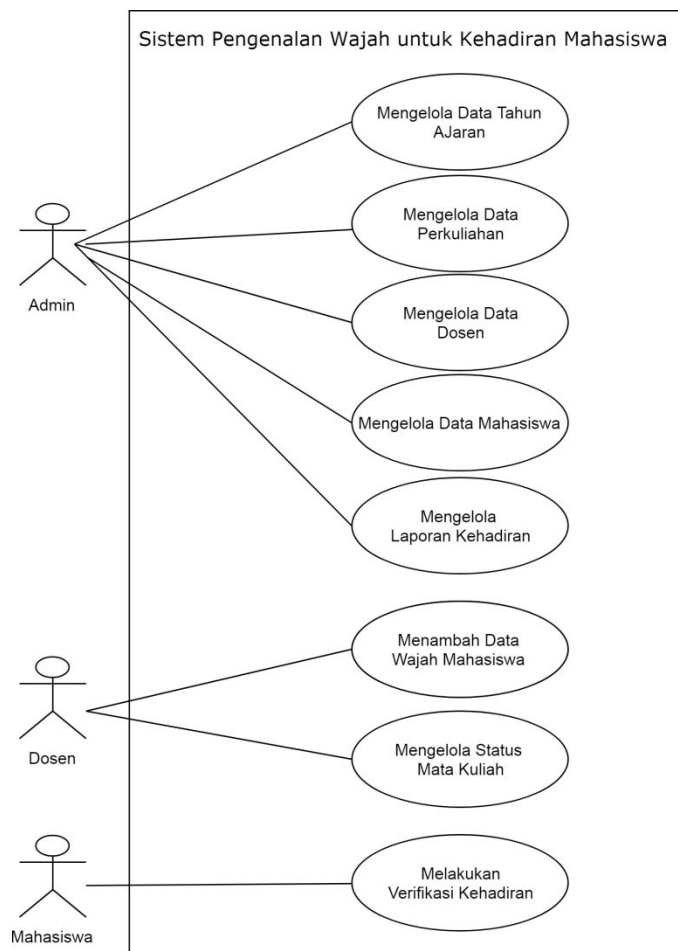 Sistem Pengenalan Wajah untuk Kehadiran Mahasiswa
Mengelola Data Tahun
AJaran
Mengelola Data
Perkuliahan
Admin
Mengelola Data
Dosen
Mengelola Data Mahasiswa
Mengelola
Laporan Kehadiran
Menambah Data
Wajah Mahasiswa
Dosen
Mengelola Status
Mata Kuliah
Melakukan
Verifikasi Kehadiran
Mahasiswa